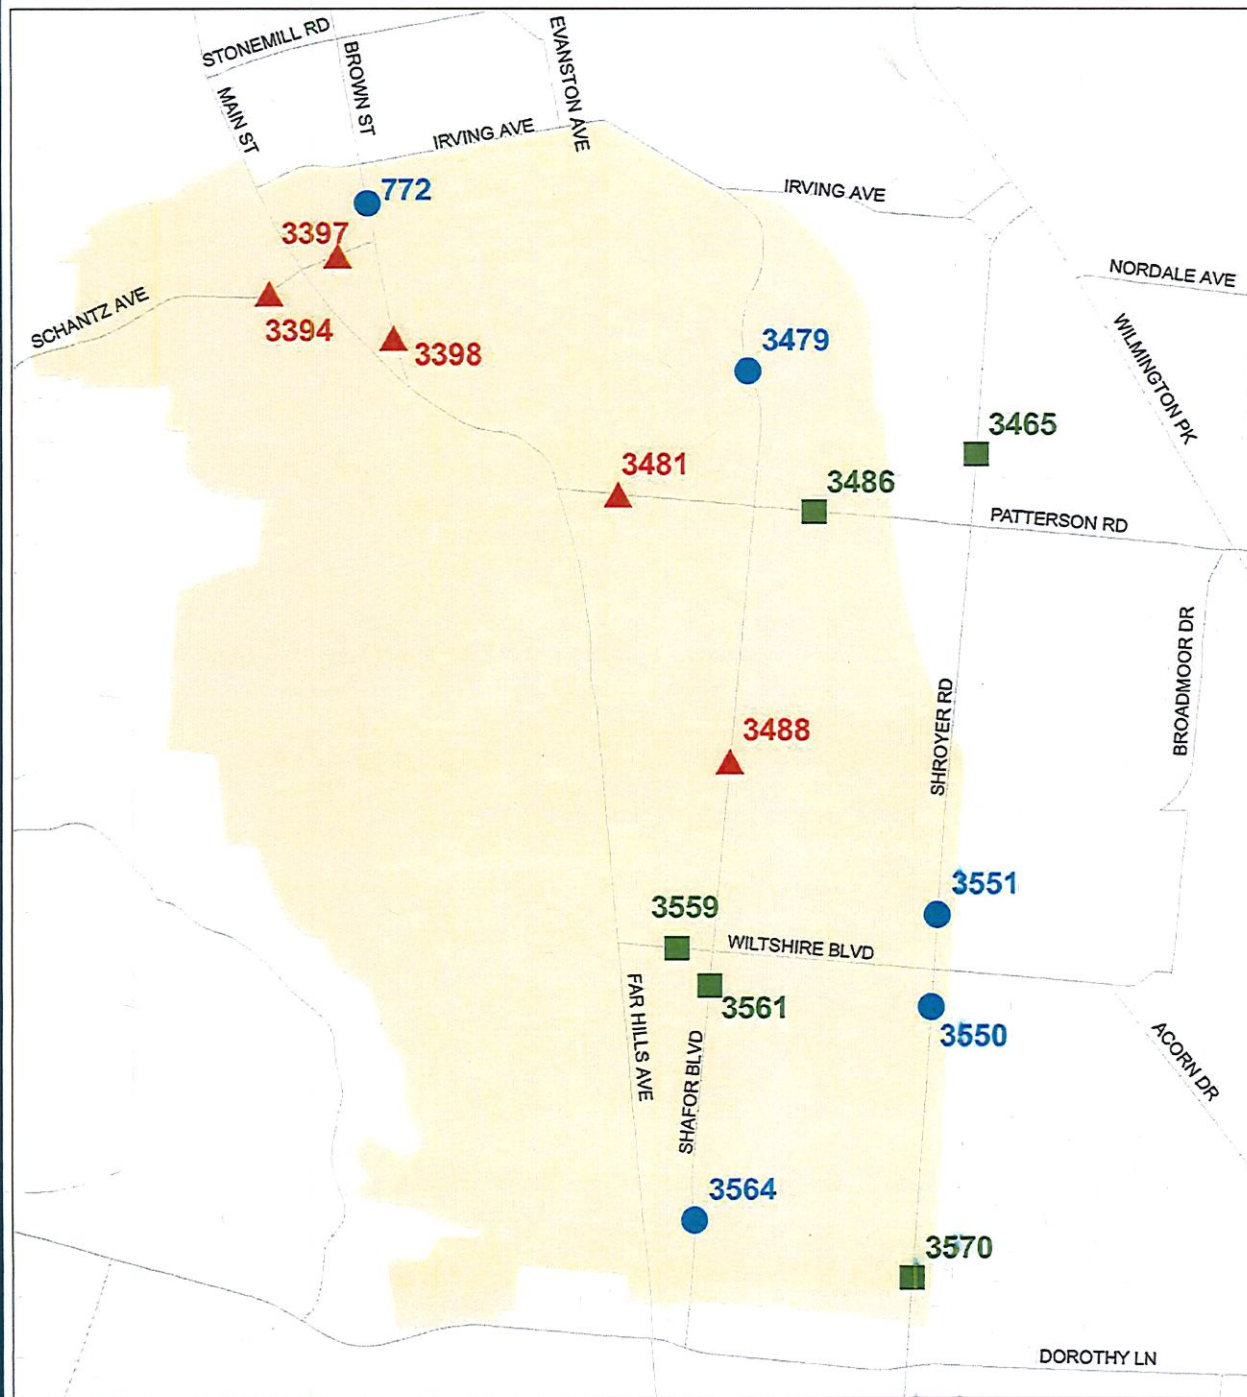 STONEMILL RD
BROWN ST
EVANSTON AVE
MAIN ST
IRVING AVE
772
IRVING AVE
3397
NORDALE AVE
SCHANTZ AVE
3394
3398
3479
WILMINGTON PK
3465
3481
3486
PATTERSON RD
BROADMOOR DR
SHROYER RD
3488
3551
3559
WILTSHIRE BLVD
3561
FAR HILLS AVE
3550
ACORN DR
SHAFOR BLVD
3564
3570
DOROTHY LN